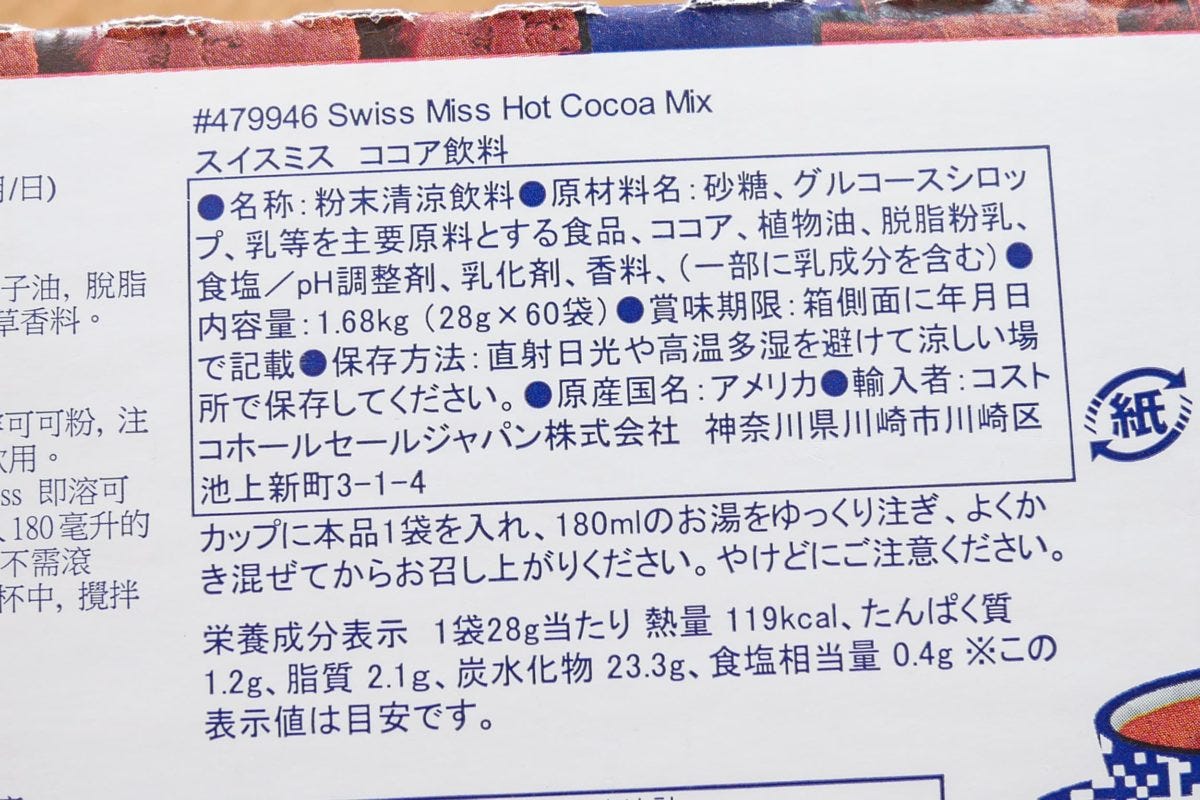 #479946 Swiss Miss Hot Cocoa Mix
スイスミス ココア飲料
●名称:粉末清涼飲料●原材料名:砂糖、グルコースシロッ
プ、乳等を主要原料とする食品、ココア、植物油、脱脂粉乳、
食塩／pH調整剤、乳化剤、香料、(一部に乳成分を含む)●
内容量:1.68kg(28g×60袋)●賞味期限:箱側面に年月日
で記載●保存方法:直射日光や高温多湿を避けて涼しい場
所で保存してください。●原産国名:アメリカ●輸入者:コスト
コホールセールジャパン株式会社 神奈川県川崎市川崎区
池上新町3-1-4
カップに本品1袋を入れ、180mlのお湯をゆっくり注ぎ、よくか
き混ぜてからお召し上がりください。やけどにご注意ください。
栄養成分表示 1袋28g当たり 熱量 119kcal、たんぱく質
1.2g、脂質 2.1g、炭水化物 23.3g、食塩相当量 0.4g ※この
表示値は目安です。
紙
/日)
子油, 脫脂
草香料。
可可粉, 注
飲用。
ss 即溶可
180毫升的
不需滾
杯中, 攪拌